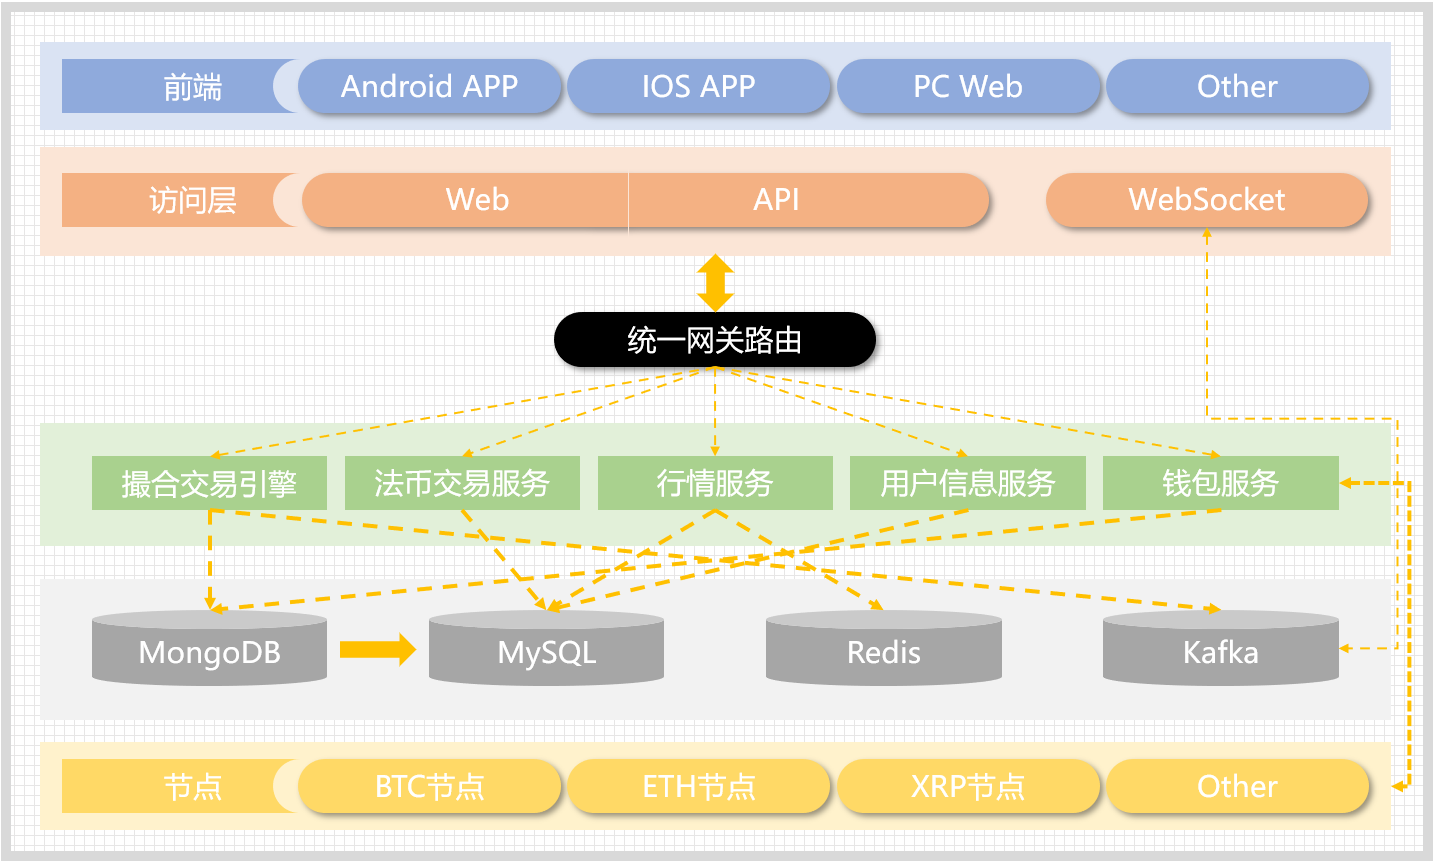 前端
Android APP
IOS APP
PC Web
Other
访问层
Web
API
WebSocket
统一网关路由
撮合交易引擎
法币交易服务
行情服务
用户信息服务
钱包服务
MongoDB
MySQL
Redis
Kafka
节点
BTC节点
ETH节点
XRP节点
Other